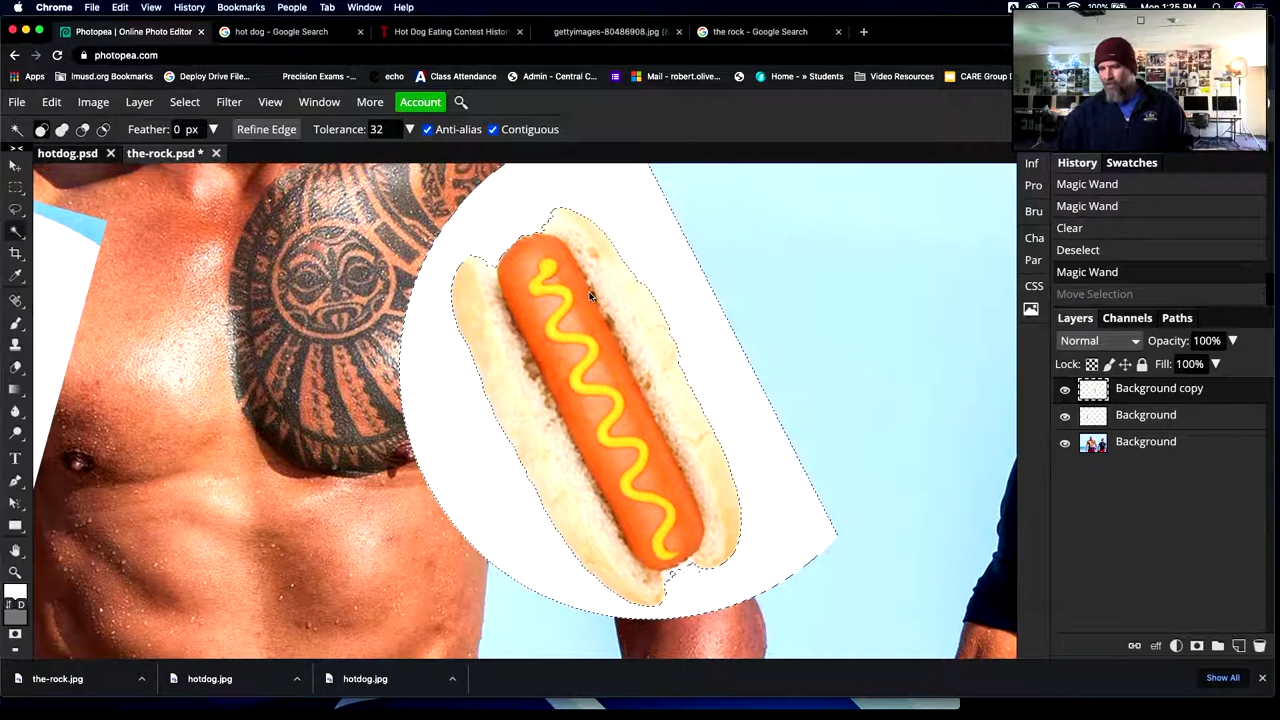 Chrome File Edit View History Bookmarks People Tab Window Help 100% Mon 1:25 PM
Photopea | Online Photo Editor hot dog - Google Search Hot Dog Eating Contest Histor gettyimages-80486908.jpg the rock - Google Search
photopea.com
Apps lmusd.org Bookmarks Deploy Drive File... Precision Exams -... echo Class Attendance Admin - Central C... Mail - robert.olive... Home - » Students Video Resources CARE Group D
File Edit Image Layer Select Filter View Window More Account
Feather: 0 px Refine Edge Tolerance: 32 Anti-alias Contiguous
hotdog.psd the-rock.psd *
Inf History Swatches
Pro Magic Wand
Magic Wand
Bru
Clear
Cha Deselect
Par
Magic Wand
CSS Move Selection
Layers Channels Paths
Normal Opacity: 100%
Lock: Fill: 100%
Background copy
Background
Background
T
D
eff
the-rock.jpg hotdog.jpg hotdog.jpg Show All